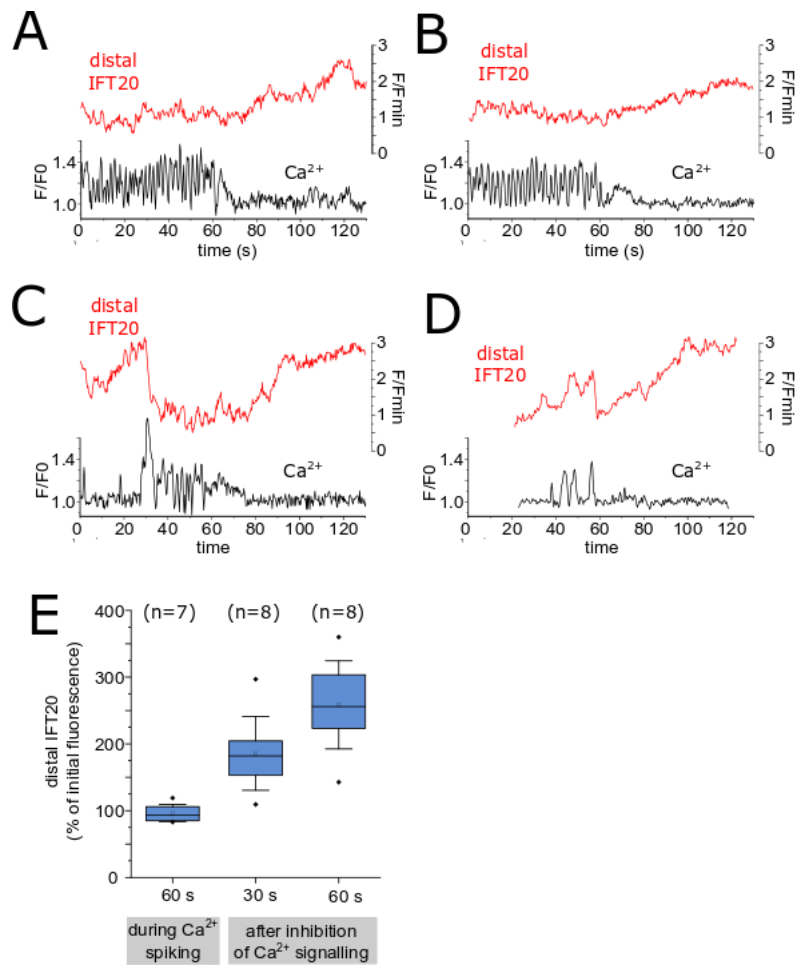 A
B
distal
IFT20
3
2
1
0
F/Fmin
distal
IFT20
3
2
1
0
F/Fmin
F/F0
1.4
1.0
Ca²⁺
F/F0
1.4
1.0
Ca²⁺
0 20 40 60 80 100 120
time (s)
0 20 40 60 80 100 120
time (s)
C
D
distal
IFT20
3
2
1
0
F/Fmin
distal
IFT20
3
2
1
0
F/Fmin
F/F0
1.4
1.0
Ca²⁺
F/F0
1.4
1.0
Ca²⁺
0 20 40 60 80 100 120
time
0 20 40 60 80 100 120
time
E
(n=7) (n=8) (n=8)
distal IFT20
(% of initial fluorescence)
400
300
200
100
0
60 s 30 s 60 s
during Ca²⁺
spiking
after inhibition
of Ca²⁺ signalling